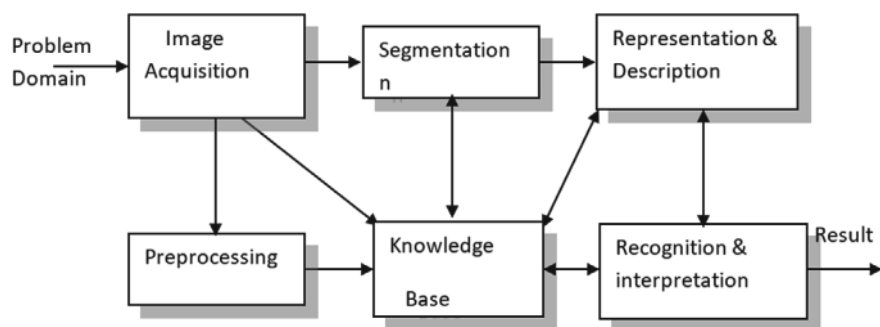 Problem
Domain
Image
Acquisition
Segmentation
n
Representation &
Description
Preprocessing
Knowledge
Base
Recognition &
interpretation
Result